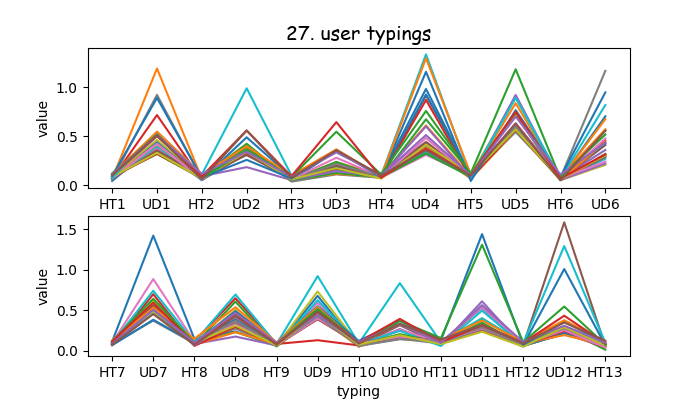 27. user typings
value
1.0
0.5
0.0
HT1 UD1 HT2 UD2 HT3 UD3 HT4 UD4 HT5 UD5 HT6 UD6
value
1.5
1.0
0.5
0.0
HT7 UD7 HT8 UD8 HT9 UD9 HT10 UD10 HT11 UD11 HT12 UD12 HT13
typing